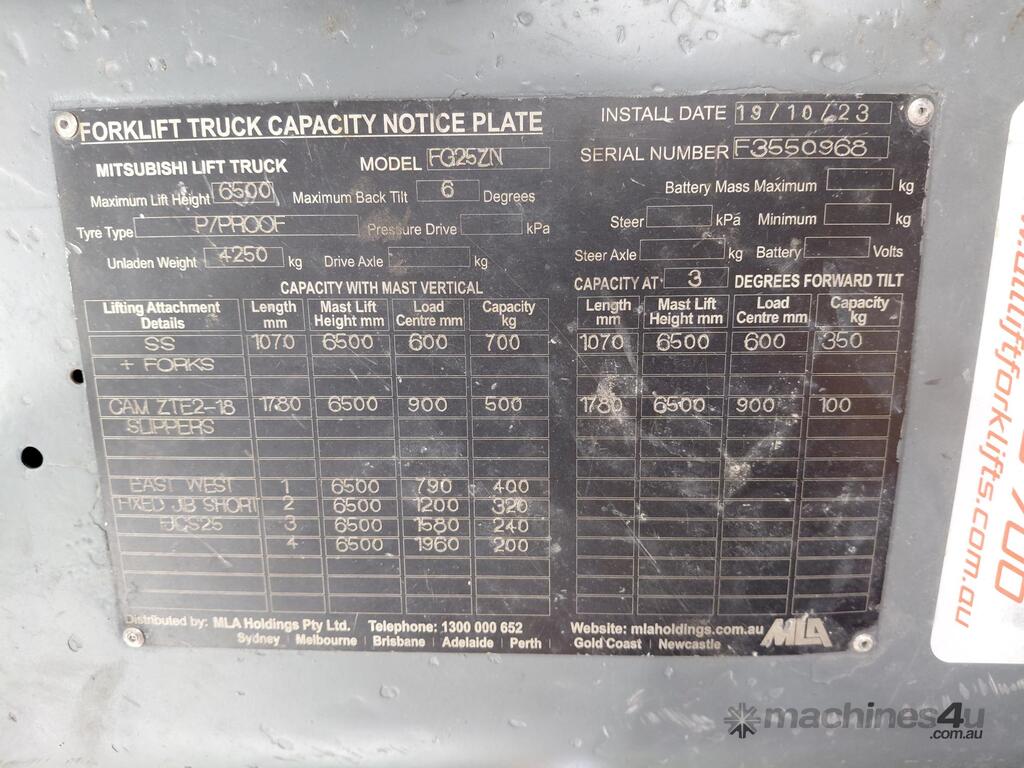 FORKLIFT TRUCK CAPACITY NOTICE PLATE
INSTALL DATE 19/10/23
MITSUBISHI LIFT TRUCK MODEL FG25ZN
SERIAL NUMBER F3550968
Maximum Lift Height 6500 Maximum Back Tilt 6 Degrees
Battery Mass Maximum kg
Tyre Type P/PROOF Pressure Drive kPa
Steer kPa Minimum kg
Unladen Weight 4250 kg Drive Axle kg
Steer Axle kg Battery Volts
CAPACITY WITH MAST VERTICAL
CAPACITY AT 3 DEGREES FORWARD TILT
Lifting Attachment Length Mast Lift Load Capacity Length Mast Lift Load Capacity
Details mm Height mm Centre mm kg mm Height mm Centre mm kg
SS 1070 6500 600 700 1070 6500 600 350
+ FORKS
CAM ZTE2-18 1780 6500 900 500 1780 6500 900 100
SLIPPERS
EAST WEST 1 6500 790 400
FIXED JIB SHORT 2 6500 1200 320
3 6500 1580 240
4 6500 1960 200
Distributed by: MLA Holdings Pty Ltd. Telephone: 1300 000 652 Website: mlaholdings.com.au MLA
Sydney | Melbourne | Brisbane | Adelaide | Perth Gold Coast | Newcastle
liftforklifts.com.au
machines4u
.com.au